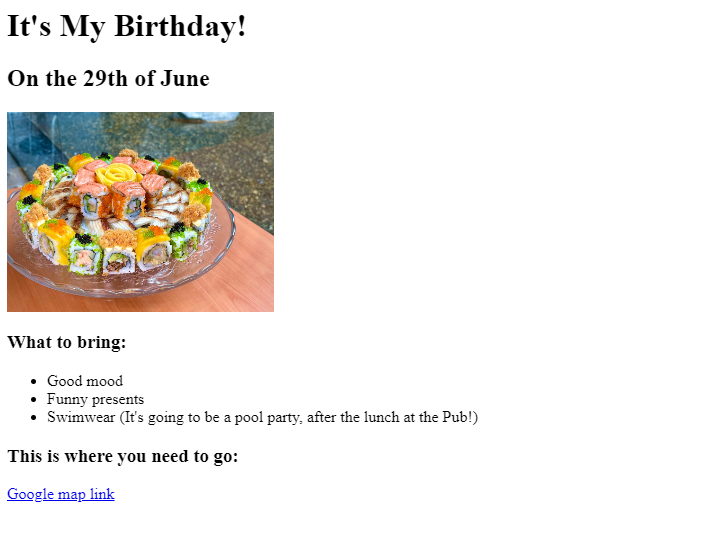 It's My Birthday!
On the 29th of June
What to bring:
Good mood
Funny presents
Swimwear (It's going to be a pool party, after the lunch at the Pub!)
This is where you need to go:
Google map link